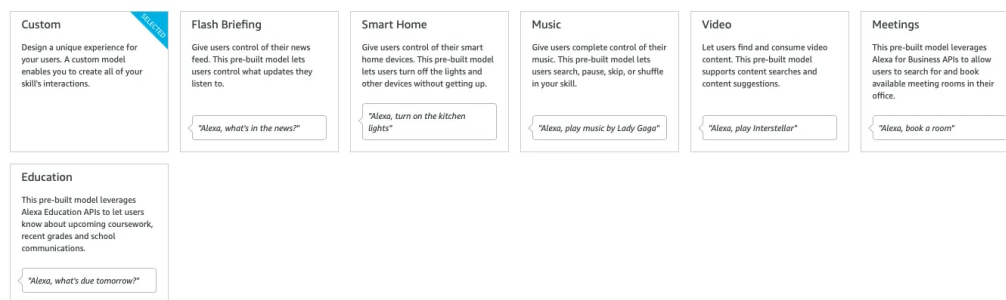 Custom
SELECTED
Design a unique experience for
your users. A custom model
enables you to create all of your
skill's interactions.
Flash Briefing
Give users control of their news
feed. This pre-built model lets
users control what updates they
listen to.
"Alexa, what's in the news?"
Smart Home
Give users control of their smart
home devices. This pre-built model
lets users turn off the lights and
other devices without getting up.
"Alexa, turn on the kitchen
lights"
Music
Give users complete control of their
music. This pre-built model lets
users search, pause, skip, or shuffle
in your skill.
"Alexa, play music by Lady Gaga"
Video
Let users find and consume video
content. This pre-built model
supports content searches and
content suggestions.
"Alexa, play Interstellar"
Meetings
This pre-built model leverages
Alexa for Business APIs to allow
users to search for and book
available meeting rooms in their
office.
"Alexa, book a room"
Education
This pre-built model leverages
Alexa Education APIs to let users
know about upcoming coursework,
recent grades and school
communications.
"Alexa, what's due tomorrow?"